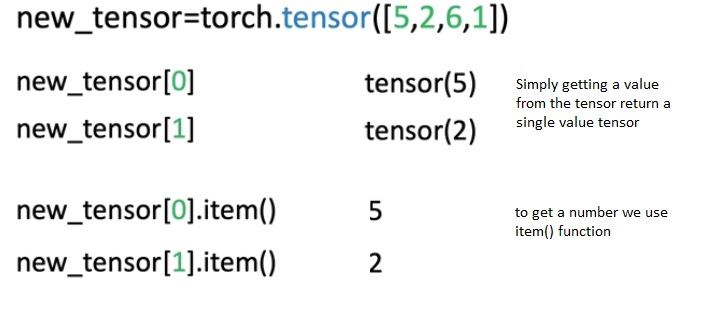 new_tensor=torch.tensor([5,2,6,1])
new_tensor[0] tensor(5)
new_tensor[1] tensor(2)
Simply getting a value
from the tensor return a
single value tensor
new_tensor[0].item() 5
new_tensor[1].item() 2
to get a number we use
item() function